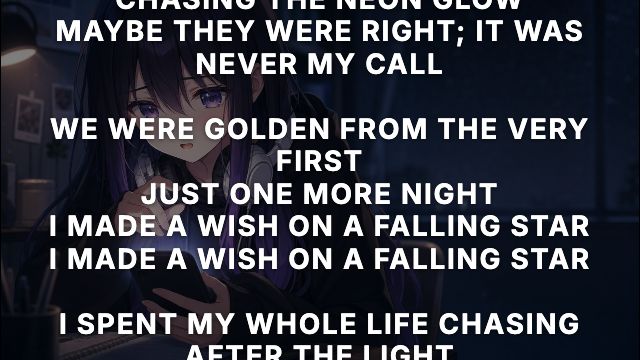 CHASING THE NEON GLOW
MAYBE THEY WERE RIGHT; IT WAS
NEVER MY CALL
WE WERE GOLDEN FROM THE VERY
FIRST
JUST ONE MORE NIGHT
I MADE A WISH ON A FALLING STAR
I MADE A WISH ON A FALLING STAR
I SPENT MY WHOLE LIFE CHASING
AFTER THE LIGHT